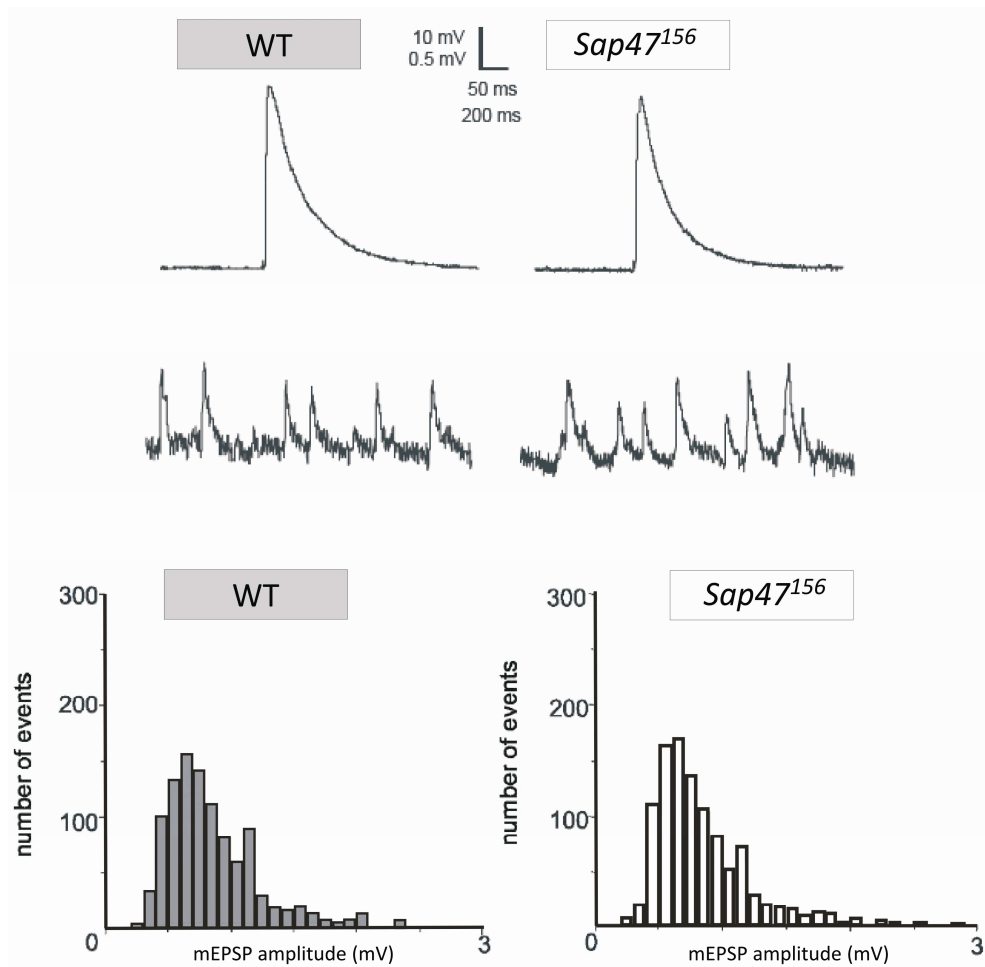 WT
10 mV
0.5 mV
50 ms
200 ms
Sap47¹⁵⁶
WT
300
200
100
0
3
number of events
mEPSP amplitude (mV)
Sap47¹⁵⁶
300
200
100
0
3
number of events
mEPSP amplitude (mV)